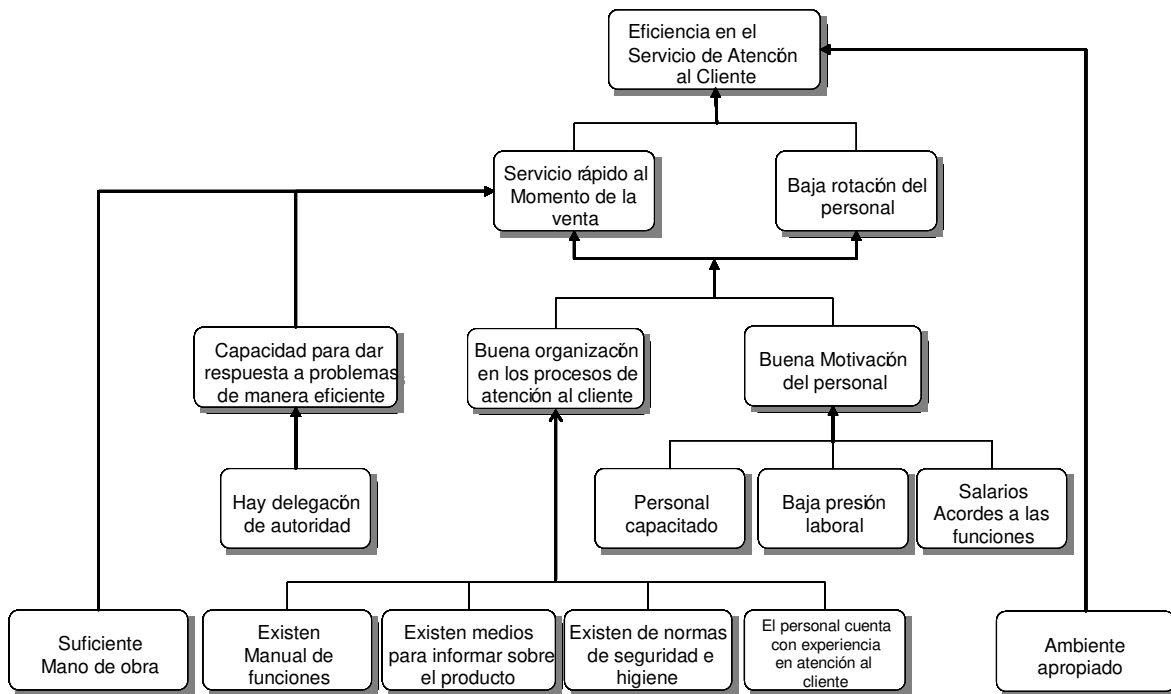 Eficiencia en el
Servicio de Atencón
al Cliente
Servicio rápido al
Momento de la
venta
Baja rotación del
personal
Capacidad para dar
respuesta a problemas
de manera eficiente
Buena organizacón
en los procesos de
atención al cliente
Buena Motivacón
del personal
Hay delegacón
de autoridad
Personal
capacitado
Baja presión
laboral
Salarios
Acordes a las
funciones
Suficiente
Mano de obra
Existen
Manual de
funciones
Existen medios
para informar sobre
el producto
Existen de normas
de seguridad e
higiene
El personal cuenta
con experiencia
en atención al
cliente
Ambiente
apropiado